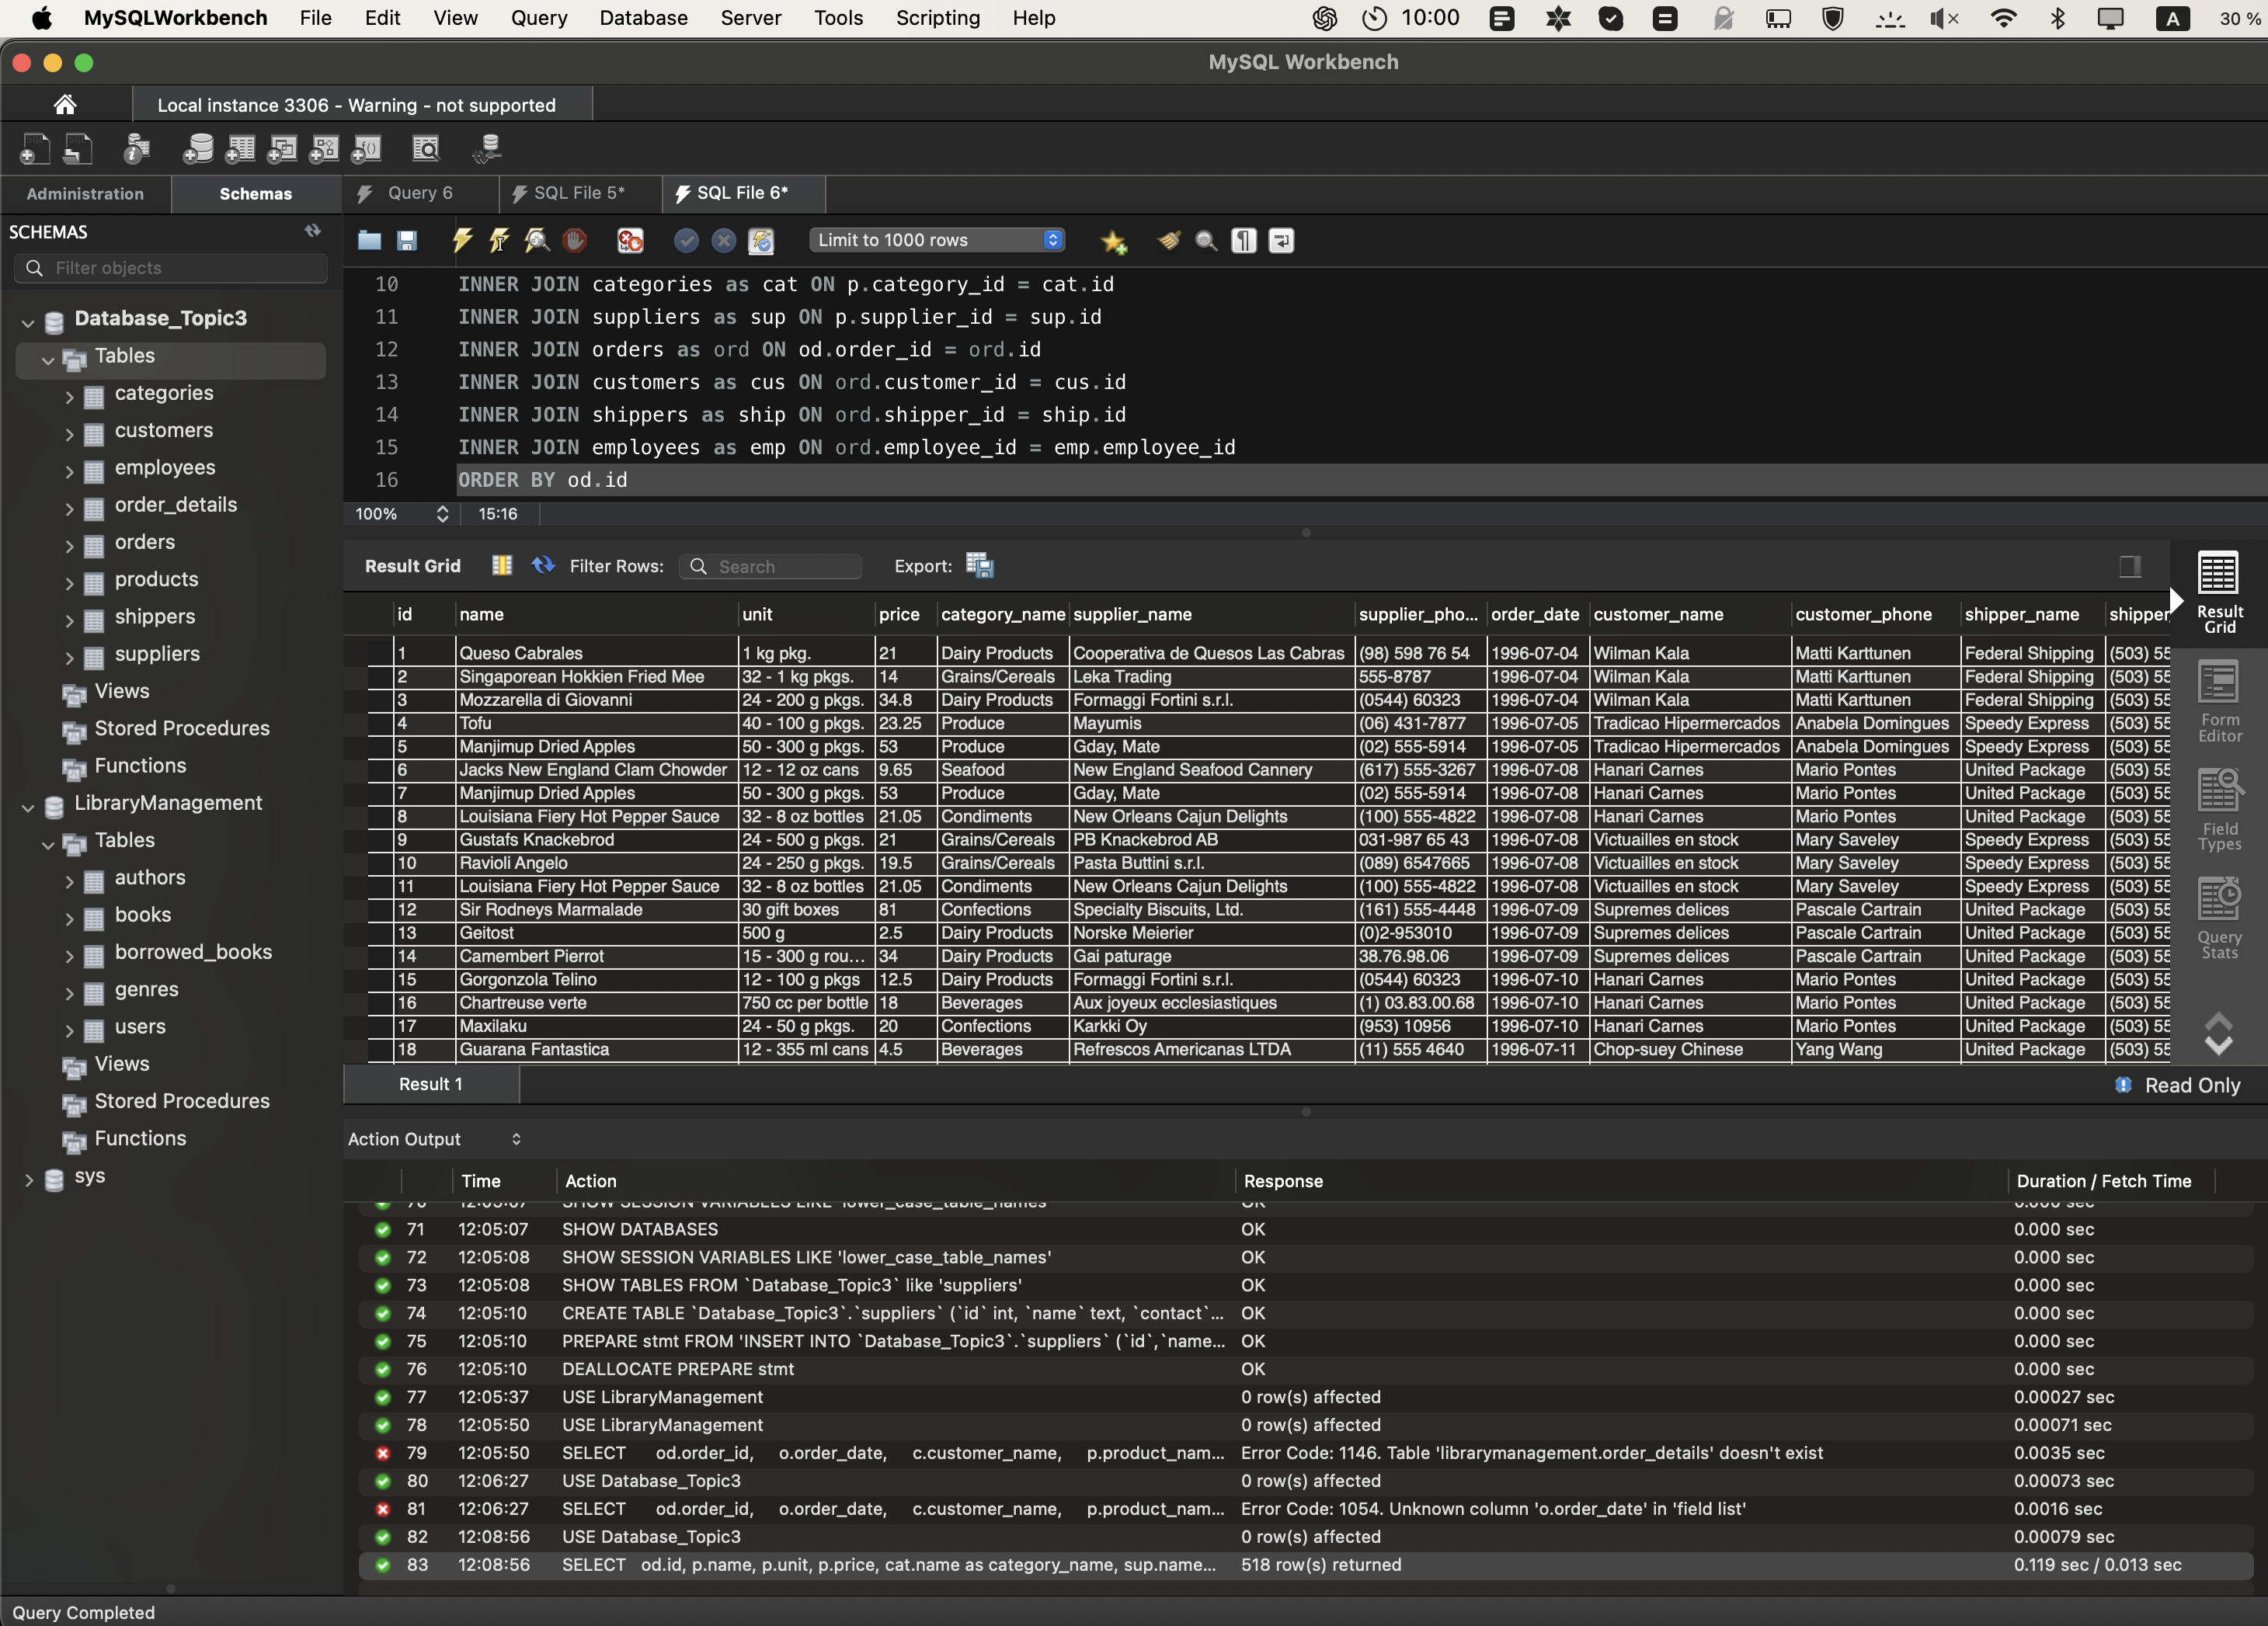 MySQLWorkbench File Edit View Query Database Server Tools Scripting Help 10:00 A 30 %
MySQL Workbench
Local instance 3306 - Warning - not supported
Administration Schemas Query 6 SQL File 5* SQL File 6*
SCHEMAS
Filter objects
Database_Topic3
Tables
categories
customers
employees
order_details
orders
products
shippers
suppliers
Views
Stored Procedures
Functions
LibraryManagement
Tables
authors
books
borrowed_books
genres
users
Views
Stored Procedures
Functions
sys
Limit to 1000 rows
10 INNER JOIN categories as cat ON p.category_id = cat.id
11 INNER JOIN suppliers as sup ON p.supplier_id = sup.id
12 INNER JOIN orders as ord ON od.order_id = ord.id
13 INNER JOIN customers as cus ON ord.customer_id = cus.id
14 INNER JOIN shippers as ship ON ord.shipper_id = ship.id
15 INNER JOIN employees as emp ON ord.employee_id = emp.employee_id
16 ORDER BY od.id
100% 15:16
Result Grid Filter Rows: Search Export:
id name unit price category_name supplier_name supplier_pho... order_date customer_name customer_phone shipper_name shipper
1 Queso Cabrales 1 kg pkg. 21 Dairy Products Cooperativa de Quesos Las Cabras (98) 598 76 54 1996-07-04 Wilman Kala Matti Karttunen Federal Shipping (503) 55
2 Singaporean Hokkien Fried Mee 32 - 1 kg pkgs. 14 Grains/Cereals Leka Trading 555-8787 1996-07-04 Wilman Kala Matti Karttunen Federal Shipping (503) 55
3 Mozzarella di Giovanni 24 - 200 g pkgs. 34.8 Dairy Products Formaggi Fortini s.r.l. (0544) 60323 1996-07-04 Wilman Kala Matti Karttunen Federal Shipping (503) 55
4 Tofu 40 - 100 g pkgs. 23.25 Produce Mayumis (06) 431-7877 1996-07-05 Tradicao Hipermercados Anabela Domingues Speedy Express (503) 55
5 Manjimup Dried Apples 50 - 300 g pkgs. 53 Produce Gday, Mate (02) 555-5914 1996-07-05 Tradicao Hipermercados Anabela Domingues Speedy Express (503) 55
6 Jacks New England Clam Chowder 12 - 12 oz cans 9.65 Seafood New England Seafood Cannery (617) 555-3267 1996-07-08 Hanari Carnes Mario Pontes United Package (503) 55
7 Manjimup Dried Apples 50 - 300 g pkgs. 53 Produce Gday, Mate (02) 555-5914 1996-07-08 Hanari Carnes Mario Pontes United Package (503) 55
8 Louisiana Fiery Hot Pepper Sauce 32 - 8 oz bottles 21.05 Condiments New Orleans Cajun Delights (100) 555-4822 1996-07-08 Hanari Carnes Mario Pontes United Package (503) 55
9 Gustafs Knackebrod 24 - 500 g pkgs. 21 Grains/Cereals PB Knackebrod AB 031-987 65 43 1996-07-08 Victuailles en stock Mary Saveley Speedy Express (503) 55
10 Ravioli Angelo 24 - 250 g pkgs. 19.5 Grains/Cereals Pasta Buttini s.r.l. (089) 6547665 1996-07-08 Victuailles en stock Mary Saveley Speedy Express (503) 55
11 Louisiana Fiery Hot Pepper Sauce 32 - 8 oz bottles 21.05 Condiments New Orleans Cajun Delights (100) 555-4822 1996-07-08 Victuailles en stock Mary Saveley Speedy Express (503) 55
12 Sir Rodneys Marmalade 30 gift boxes 81 Confections Specialty Biscuits, Ltd. (161) 555-4448 1996-07-09 Supremes delices Pascale Cartrain United Package (503) 55
13 Geitost 500 g 2.5 Dairy Products Norske Meierier (0)2-953010 1996-07-09 Supremes delices Pascale Cartrain United Package (503) 55
14 Camembert Pierrot 15 - 300 g rou... 34 Dairy Products Gai paturage 38.76.98.06 1996-07-09 Supremes delices Pascale Cartrain United Package (503) 55
15 Gorgonzola Telino 12 - 100 g pkgs 12.5 Dairy Products Formaggi Fortini s.r.l. (0544) 60323 1996-07-10 Hanari Carnes Mario Pontes United Package (503) 55
16 Chartreuse verte 750 cc per bottle 18 Beverages Aux joyeux ecclesiastiques (1) 03.83.00.68 1996-07-10 Hanari Carnes Mario Pontes United Package (503) 55
17 Maxilaku 24 - 50 g pkgs. 20 Confections Karkki Oy (953) 10956 1996-07-10 Hanari Carnes Mario Pontes United Package (503) 55
18 Guarana Fantastica 12 - 355 ml cans 4.5 Beverages Refrescos Americanas LTDA (11) 555 4640 1996-07-11 Chop-suey Chinese Yang Wang United Package (503) 55
Result
Grid
Form
Editor
Field
Types
Query
Stats
Result 1 Read Only
Action Output
Time Action Response Duration / Fetch Time
70 12:05:07 SHOW SESSION VARIABLES LIKE 'lower_case_table_names' OK 0.000 sec
71 12:05:07 SHOW DATABASES OK 0.000 sec
72 12:05:08 SHOW SESSION VARIABLES LIKE 'lower_case_table_names' OK 0.000 sec
73 12:05:08 SHOW TABLES FROM `Database_Topic3` like 'suppliers' OK 0.000 sec
74 12:05:10 CREATE TABLE `Database_Topic3`.`suppliers` (`id` int, `name` text, `contact`... OK 0.000 sec
75 12:05:10 PREPARE stmt FROM 'INSERT INTO `Database_Topic3`.`suppliers` (`id`,`name... OK 0.000 sec
76 12:05:10 DEALLOCATE PREPARE stmt OK 0.000 sec
77 12:05:37 USE LibraryManagement 0 row(s) affected 0.00027 sec
78 12:05:50 USE LibraryManagement 0 row(s) affected 0.00071 sec
79 12:05:50 SELECT od.order_id, o.order_date, c.customer_name, p.product_nam... Error Code: 1146. Table 'librarymanagement.order_details' doesn't exist 0.0035 sec
80 12:06:27 USE Database_Topic3 0 row(s) affected 0.00073 sec
81 12:06:27 SELECT od.order_id, o.order_date, c.customer_name, p.product_nam... Error Code: 1054. Unknown column 'o.order_date' in 'field list' 0.0016 sec
82 12:08:56 USE Database_Topic3 0 row(s) affected 0.00079 sec
83 12:08:56 SELECT od.id, p.name, p.unit, p.price, cat.name as category_name, sup.name... 518 row(s) returned 0.119 sec / 0.013 sec
Query Completed